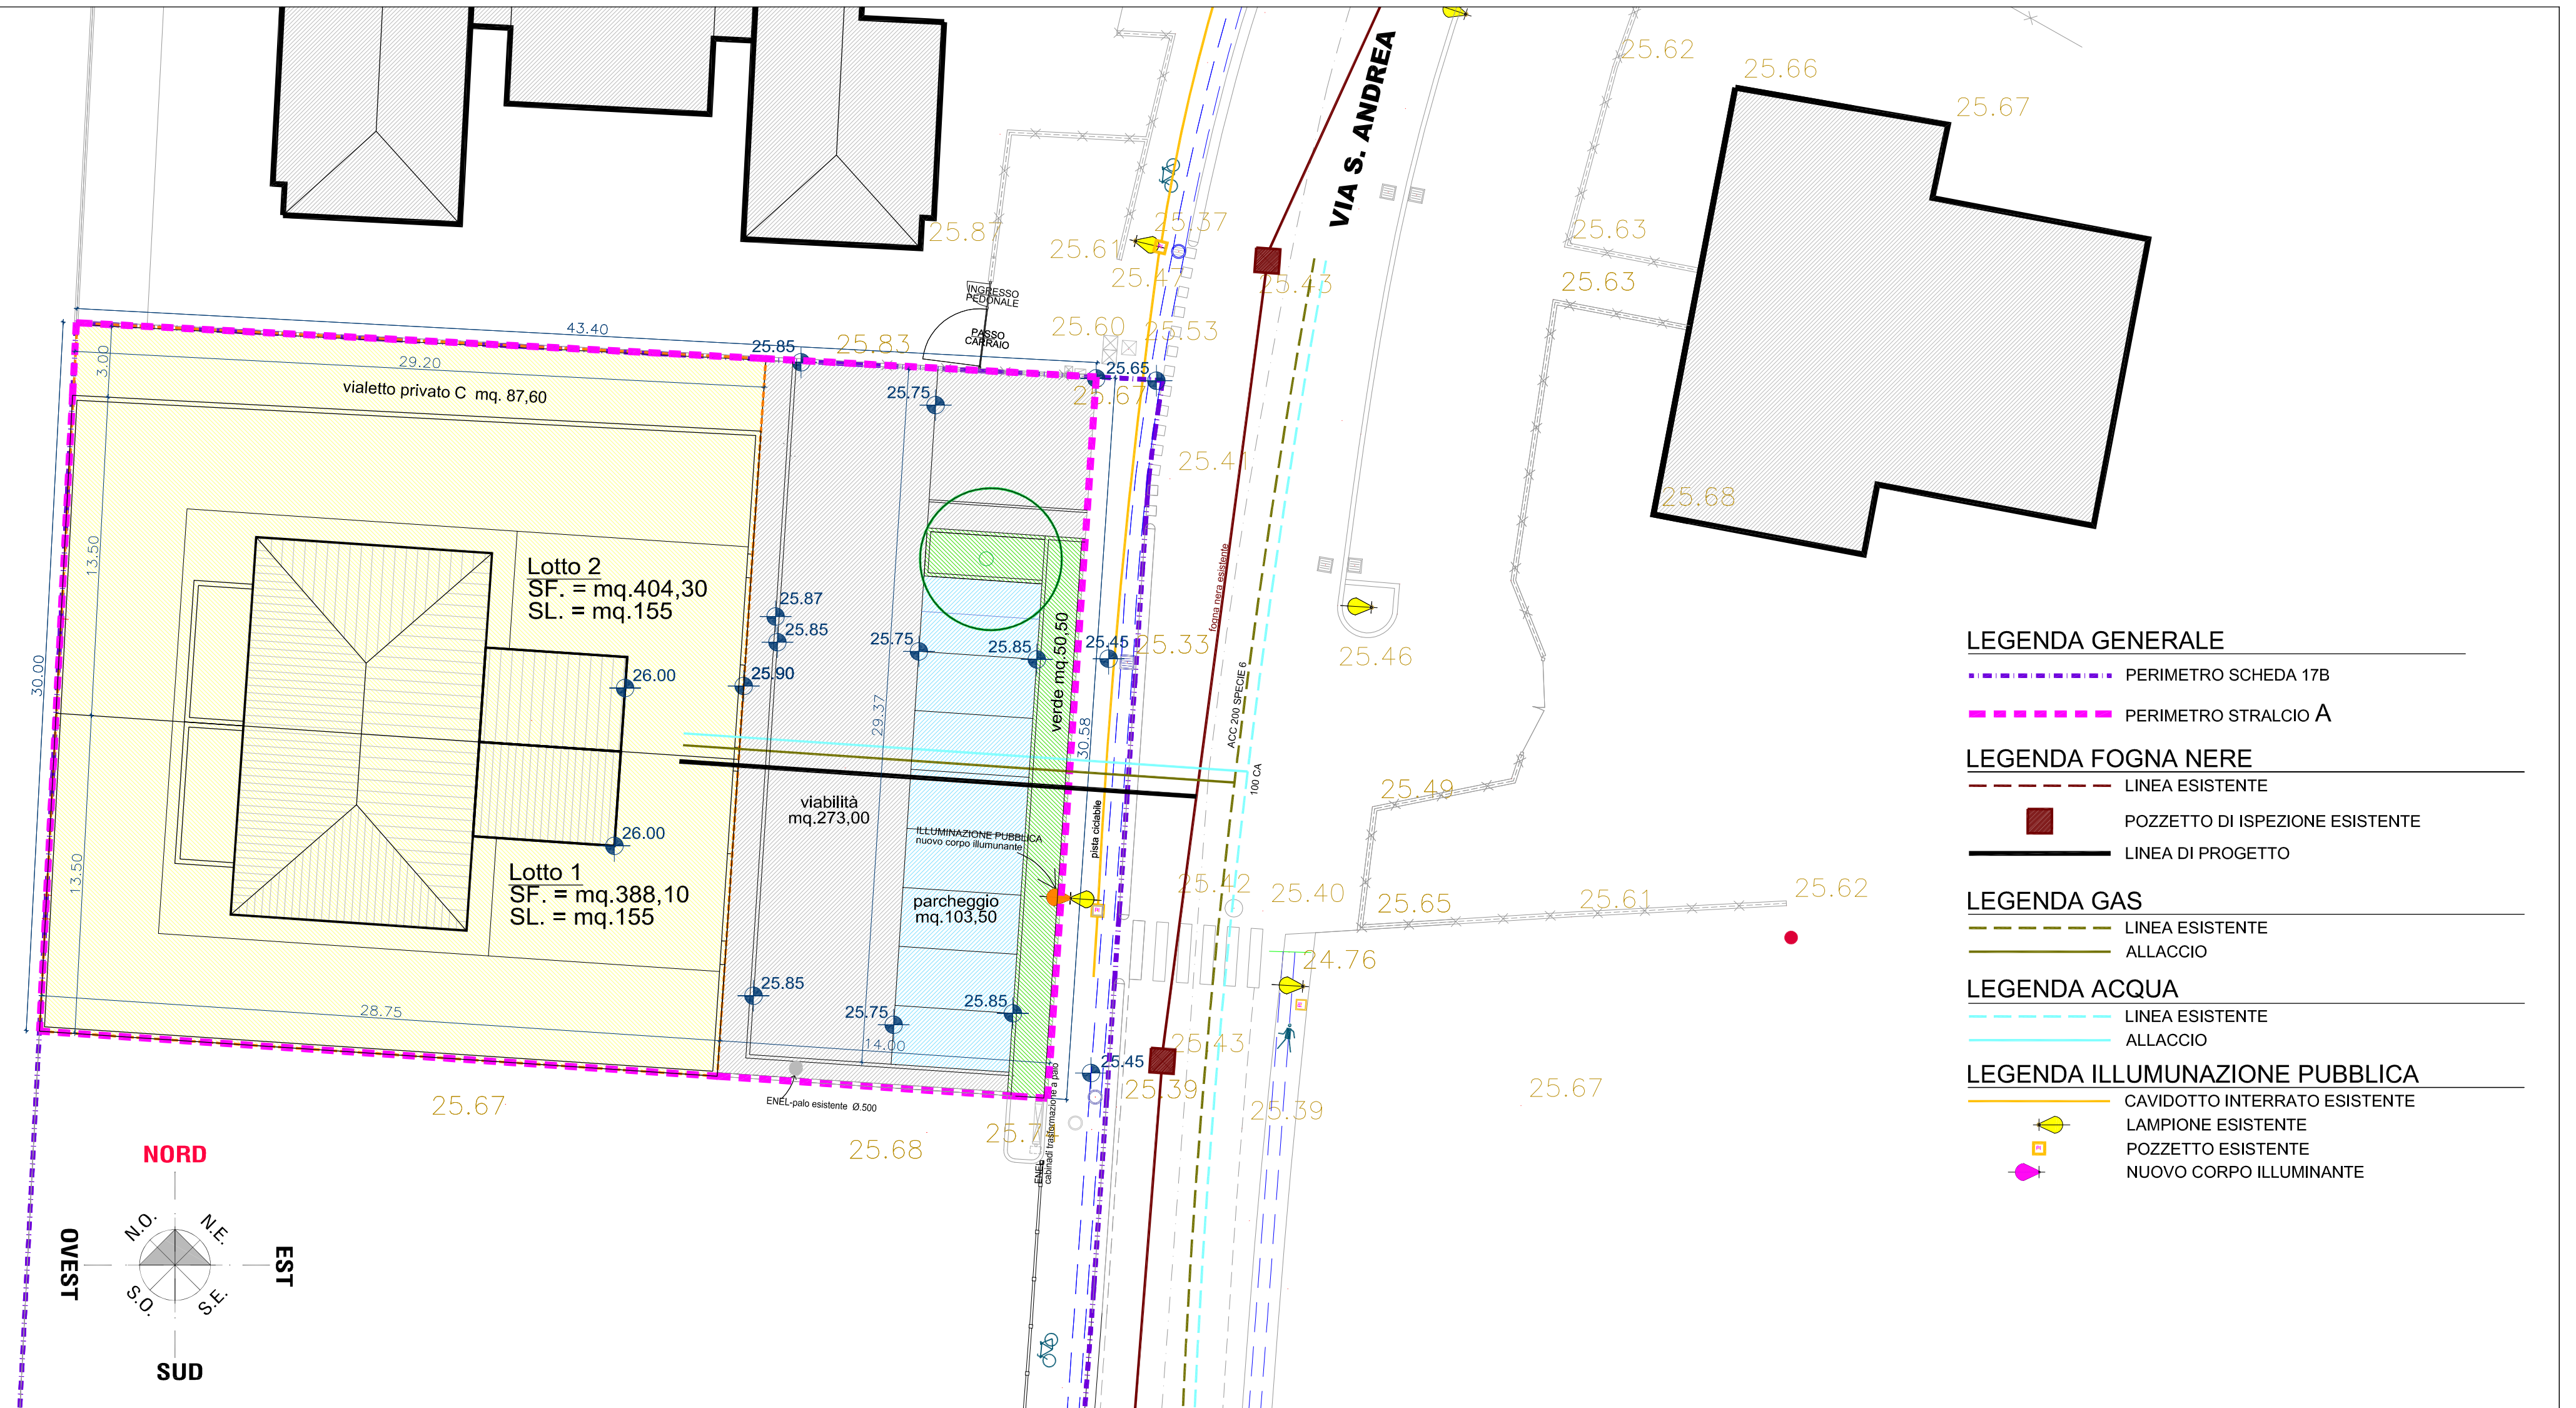 VIA S. ANDREA
25.62
25.66
25.67
25.87
25.61
25.37
25.47
25.43
25.63
25.63
INGRESSO
PEDONALE
PASSO
CARRAIO
25.60
25.53
25.83
43.40
25.85
29.20
3.00
vialetto privato C  mq. 87,60
25.65
25.67
25.75
25.41
25.68
13.50
Lotto 2
SF. = mq.404,30
SL. = mq.155
25.87
25.85
25.90
26.00
25.75
25.85
25.45
25.33
25.46
30.00
29.37
verde mq.50,50
30.58
fogna nera esistente
ACC 200 SPECIE 6
100 CA
25.49
viabilità
mq.273,00
ILLUMINAZIONE PUBBLICA
nuovo corpo illumunante
pista ciclabile
26.00
13.50
Lotto 1
SF. = mq.388,10
SL. = mq.155
parcheggio
mq.103,50
25.42
25.40
25.65
25.61
25.62
24.76
25.85
25.75
25.85
28.75
14.00
25.45
25.43
25.39
25.39
25.67
25.67
ENEL-palo esistente  Ø.500
25.68
25.74
ENEL
cabinadi trasformazione a palo
NORD
N.O.
N.E.
OVEST
EST
S.O.
S.E.
SUD
LEGENDA GENERALE
PERIMETRO SCHEDA 17B
PERIMETRO STRALCIO A
LEGENDA FOGNA NERE
LINEA ESISTENTE
POZZETTO DI ISPEZIONE ESISTENTE
LINEA DI PROGETTO
LEGENDA GAS
LINEA ESISTENTE
ALLACCIO
LEGENDA ACQUA
LINEA ESISTENTE
ALLACCIO
LEGENDA ILLUMUNAZIONE PUBBLICA
CAVIDOTTO INTERRATO ESISTENTE
LAMPIONE ESISTENTE
POZZETTO ESISTENTE
NUOVO CORPO ILLUMINANTE